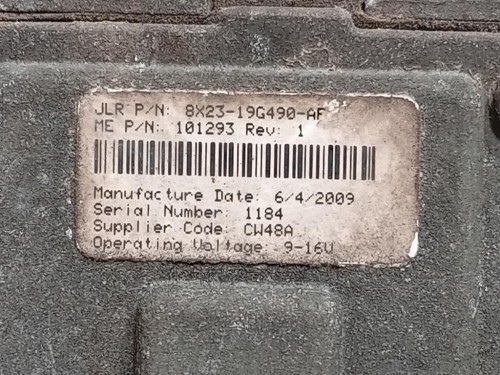 JLR P/N: 8X23-19G490-AF
ME P/N: 101293 Rev: 1
Manufacture Date: 6/4/2009
Serial Number: 1184
Supplier Code: CW48A
Operating Voltage: 9-16V